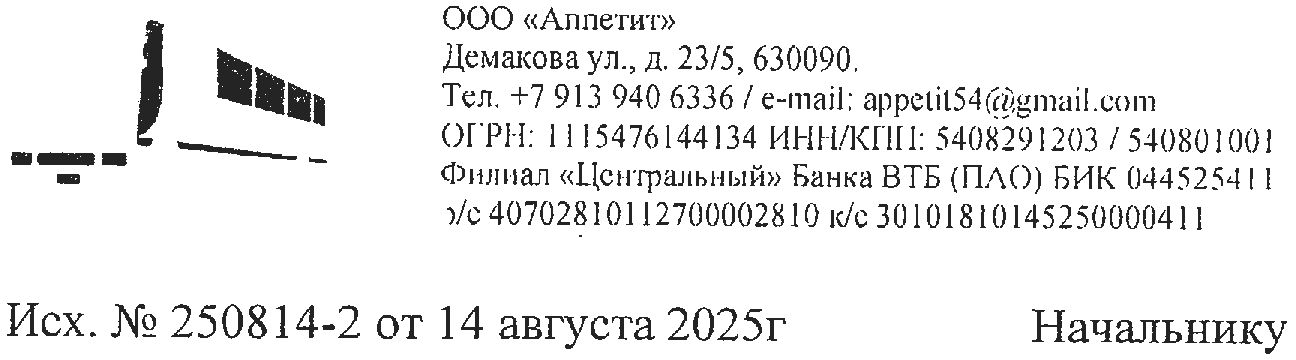 ООО «Аппетит»
Демакова ул., д. 23/5, 630090.
Тел. +7 913 940 6336 / e-mail: appetit54@gmail.com
ОГРН: 1115476144134 ИНН/КПП: 5408291203 / 540801001
Филиал «Центральный» Банка ВТБ (ПАО) БИК 044525411
р/с 40702810112700002810 к/с 30101810145250000411
Исх. № 250814-2 от 14 августа 2025г
Начальнику